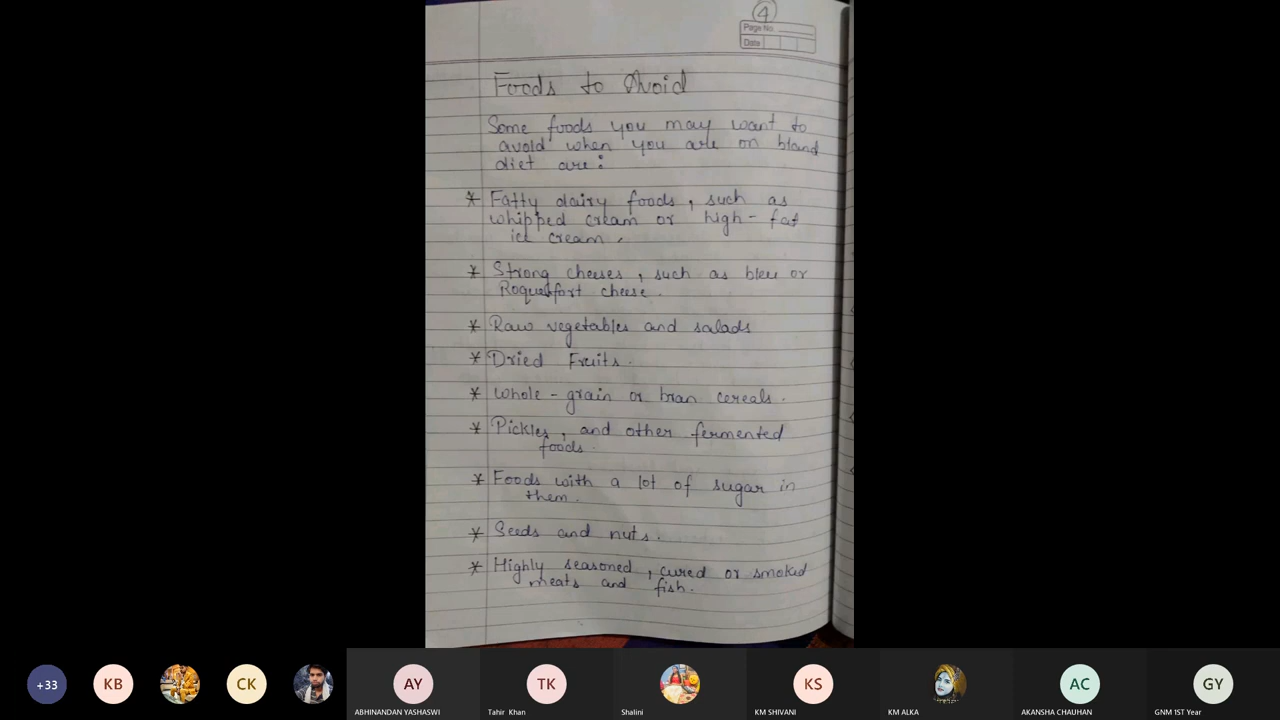 4
Page No.
Date
Foods to Avoid
Some foods you may want to
avoid when you are on bland
diet are:
* Fatty dairy foods, such as
whipped cream or high-fat
ice cream.
* Strong cheeses, such as bleu or
Roquefort cheese.
* Raw vegetables and salads
* Dried Fruits.
* Whole-grain or bran cereals.
* Pickles, and other fermented
foods.
* Foods with a lot of sugar in
them.
* Seeds and nuts.
* Highly seasoned, cured or smoked
meats and fish.
+33
KB
CK
AY
TK
KS
AC
GY
ABHINANDAN YASHASWI
Tahir Khan
Shalini
KM SHIVANI
KM ALKA
AKANSHA CHAUHAN
GNM 1ST Year